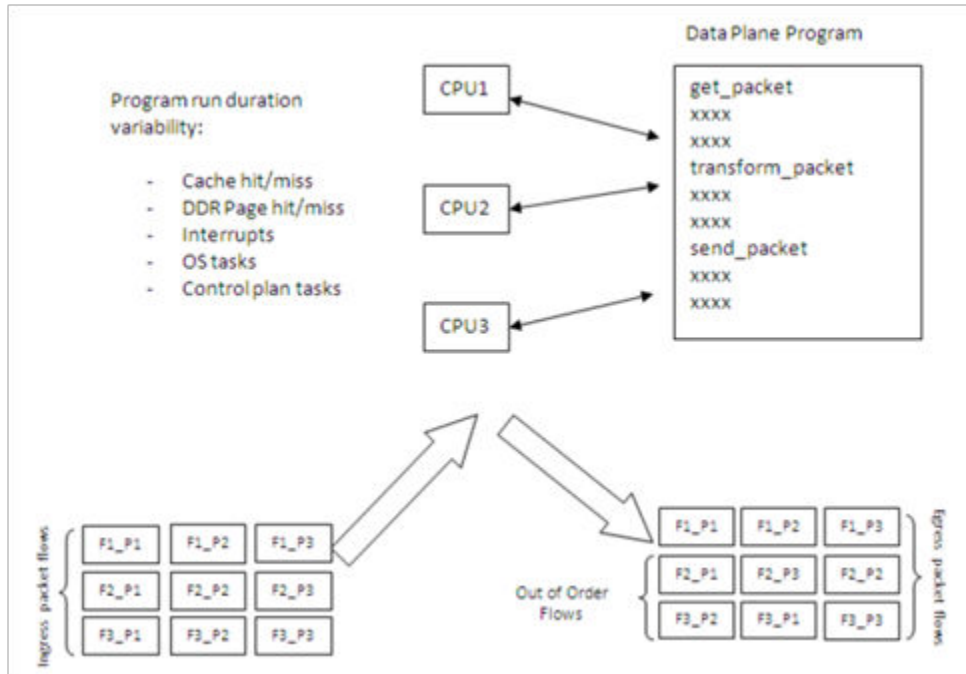 Data Plane Program
CPU1
CPU2
CPU3
get_packet
xxxx
xxxx
transform_packet
xxxx
xxxx
send_packet
xxxx
xxxx
Program run duration
variability:
- Cache hit/miss
- DDR Page hit/miss
- Interrupts
- OS tasks
- Control plan tasks
Ingress packet flows
F1_P1 F1_P2 F1_P3
F2_P1 F2_P2 F2_P3
F3_P1 F3_P2 F3_P3
Out of Order
Flows
F1_P1 F1_P2 F1_P3
F2_P1 F2_P3 F2_P2
F3_P2 F3_P1 F3_P3
Egress packet flows